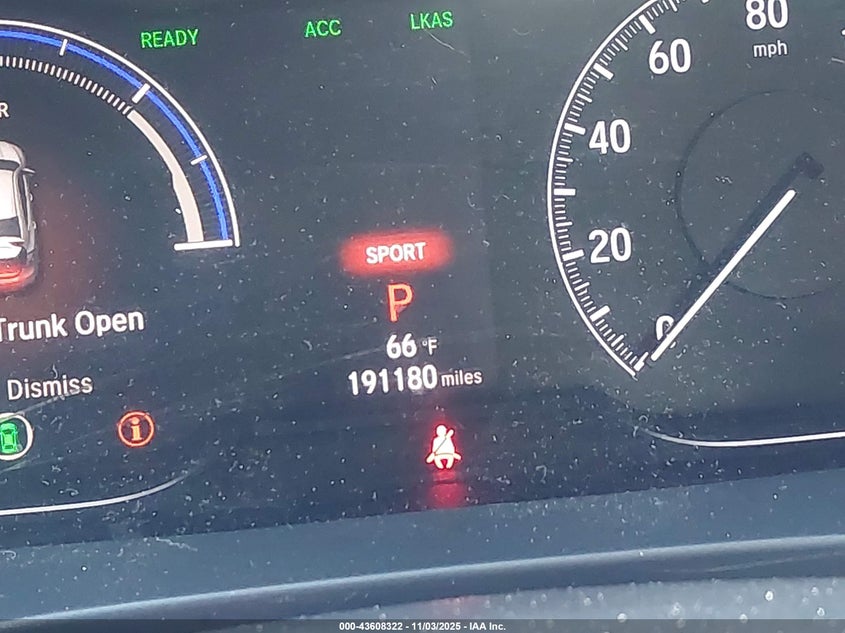 READY ACC LKAS
80
mph
60
40
20
0
SPORT
P
66 °F
191180 miles
Trunk Open
Dismiss
i
000-43608322 - 11/03/2025 - IAA Inc.